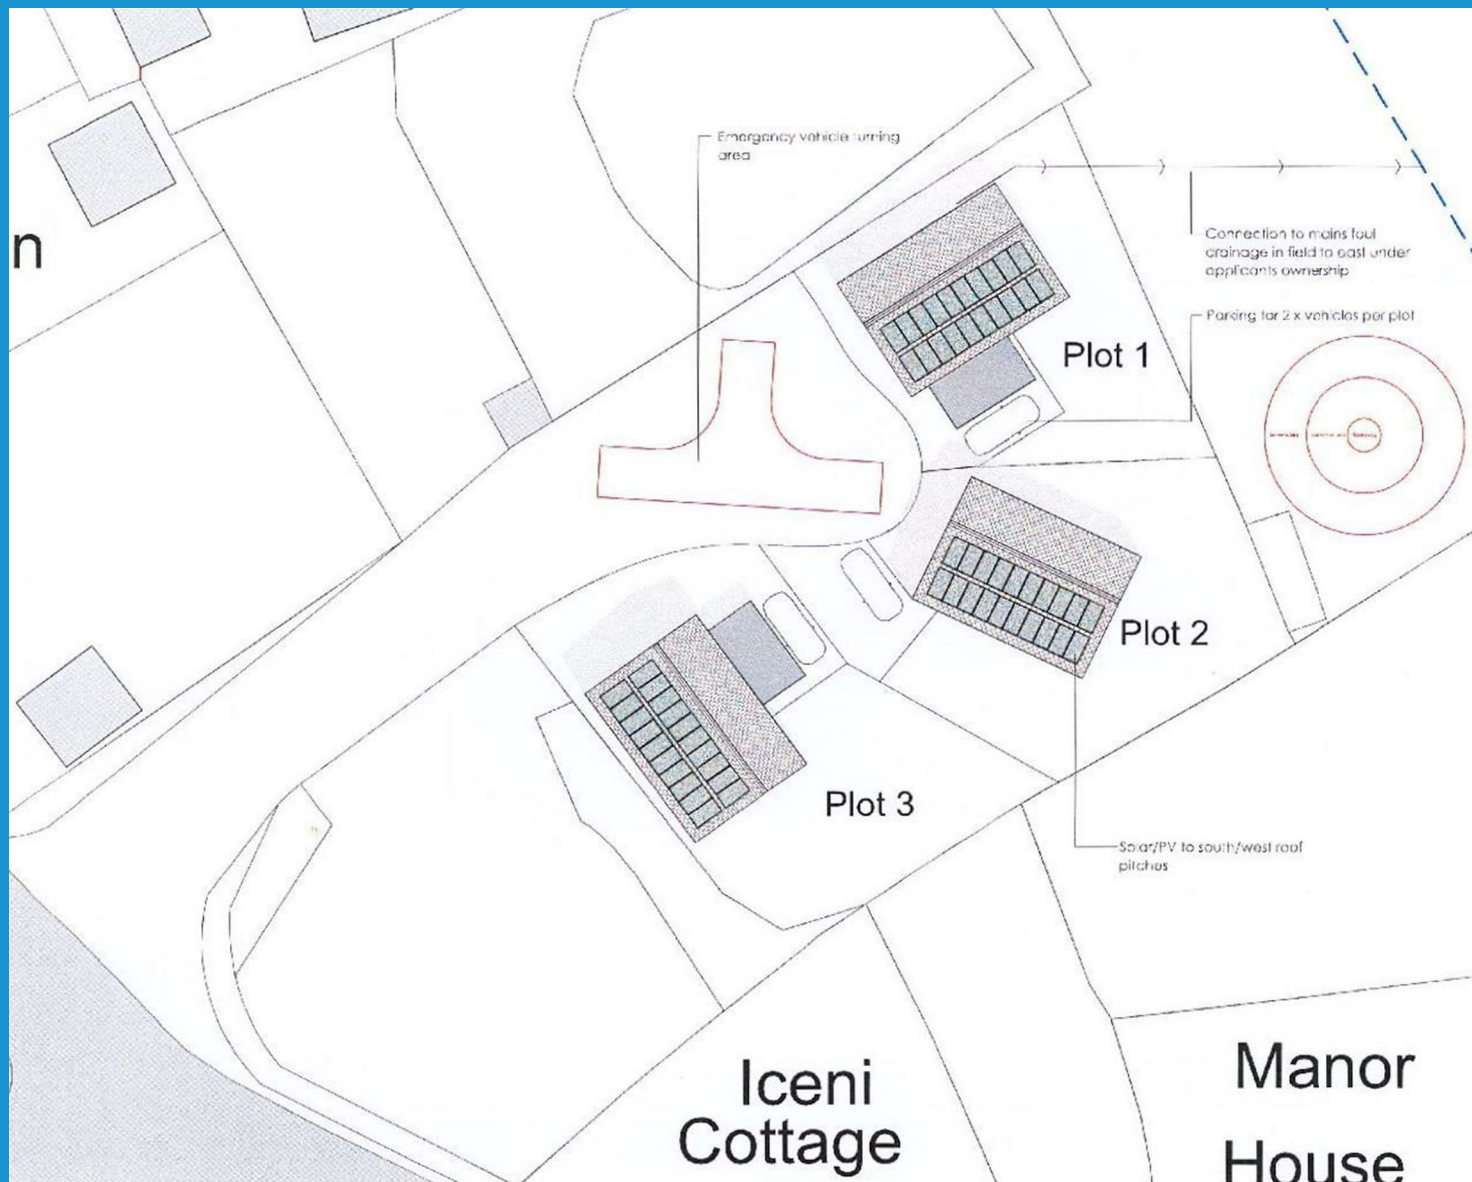 Emergency vehicle turning
area
n
Connection to mains foul
drainage in field to east under
applicants ownership
Parking for 2 x vehicles per plot
Plot 1
Plot 2
Plot 3
Solar/PV to south/west roof
pitches
Iceni
Cottage
Manor
House